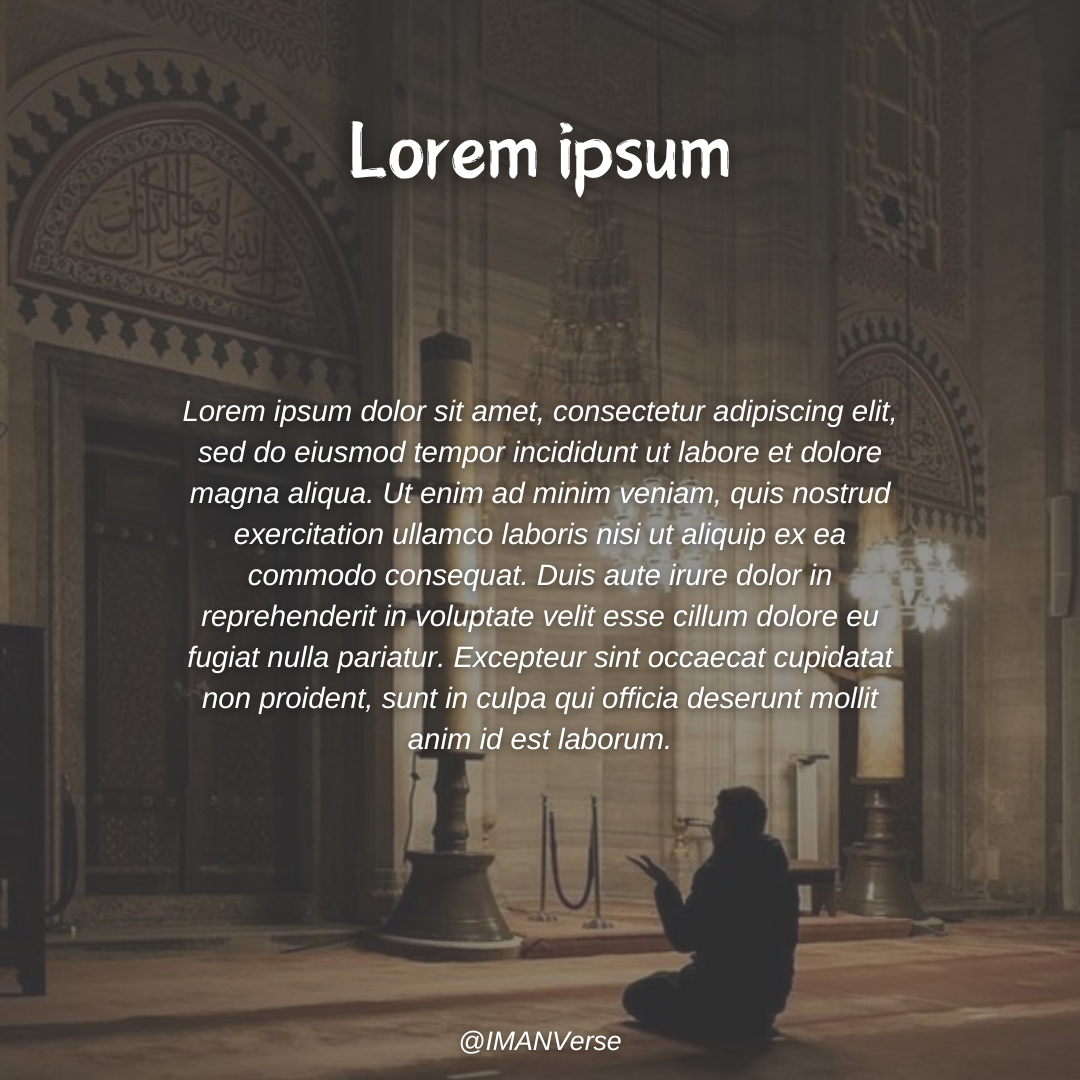 Lorem ipsum
Lorem ipsum dolor sit amet, consectetur adipiscing elit,
sed do eiusmod tempor incididunt ut labore et dolore
magna aliqua. Ut enim ad minim veniam, quis nostrud
exercitation ullamco laboris nisi ut aliquip ex ea
commodo consequat. Duis aute irure dolor in
reprehenderit in voluptate velit esse cillum dolore eu
fugiat nulla pariatur. Excepteur sint occaecat cupidatat
non proident, sunt in culpa qui officia deserunt mollit
anim id est laborum.
@IMANVerse